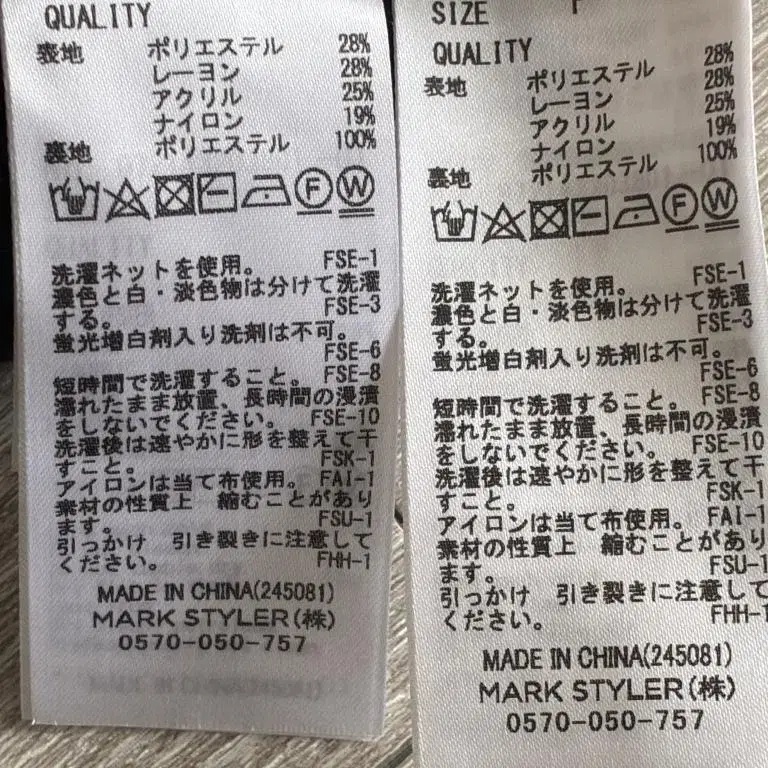 QUALITY
表地 ポリエステル 28%
レーヨン 28%
アクリル 25%
ナイロン 19%
裏地 ポリエステル 100%
F W
洗濯ネットを使用。 FSE-1
濃色と白・淡色物は分けて洗濯
する。 FSE-3
蛍光増白剤入り洗剤は不可。
FSE-6
短時間で洗濯すること。 FSE-8
濡れたまま放置、長時間の浸漬
をしないでください。 FSE-10
洗濯後は速やかに形を整えて干
すこと。 FSK-1
アイロンは当て布使用。 FAI-1
素材の性質上 縮むことがあり
ます。 FSU-1
引っかけ 引き裂きに注意して
ください。 FHH-1
MADE IN CHINA(245081)
MARK STYLER(株)
0570-050-757
SIZE
QUALITY
表地 ポリエステル 28%
レーヨン 28%
アクリル 25%
ナイロン 19%
裏地 ポリエステル 100%
F W
洗濯ネットを使用。 FSE-1
濃色と白・淡色物は分けて洗濯
する。 FSE-3
蛍光増白剤入り洗剤は不可。
FSE-6
短時間で洗濯すること。 FSE-8
濡れたまま放置、長時間の浸漬
をしないでください。 FSE-10
洗濯後は速やかに形を整えて干
すこと。 FSK-1
アイロンは当て布使用。 FAI-1
素材の性質上 縮むことがあり
ます。 FSU-1
引っかけ 引き裂きに注意して
ください。 FHH-1
MADE IN CHINA(245081)
MARK STYLER(株)
0570-050-757